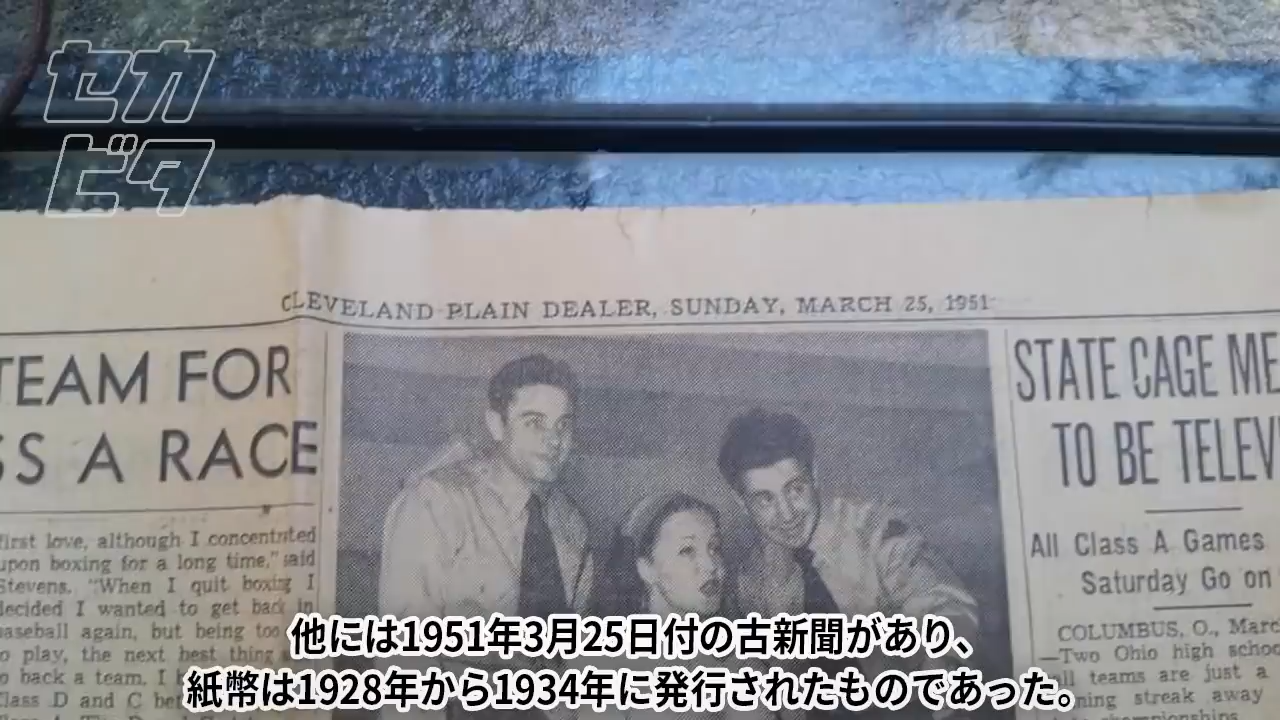 セカ
ビタ
CLEVELAND PLAIN DEALER, SUNDAY, MARCH 25, 1951
TEAM FOR
SS A RACE
first love, although I concentrated
upon boxing for a long time," said
Stevens. "When I quit boxing I
decided I wanted to get back in
baseball again, but being too
to play, the next best thing
to back a team. I
Class D and C
STATE CAGE ME
TO BE TELEV
All Class A Games
Saturday Go on
COLUMBUS, O., Marc
—Two Ohio high schoo
teams are just a
ning streak away
他には1951年3月25日付の古新聞があり、
紙幣は1928年から1934年に発行されたものであった。